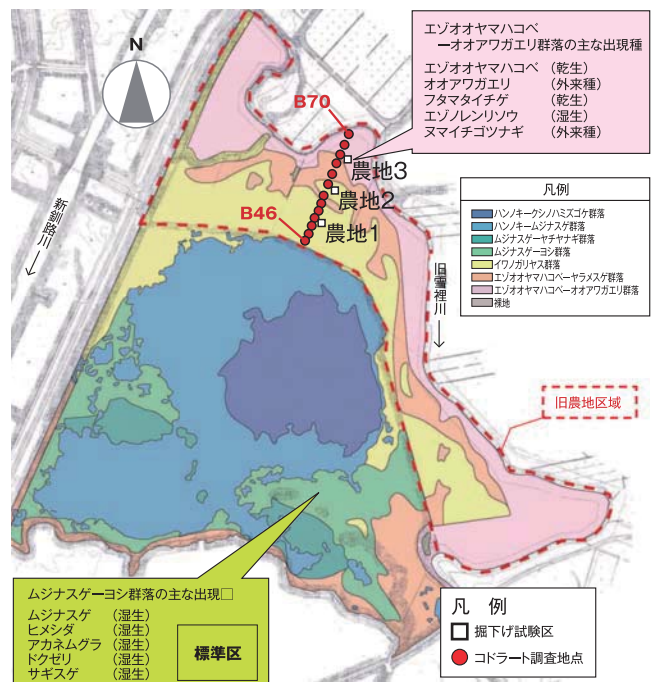 エゾオオヤマハコベ
ーオオアワガエリ群落の主な出現種
エゾオオヤマハコベ （乾生）
オオアワガエリ （外来種）
フタマタイチゲ （乾生）
エゾノレンリソウ （湿生）
ヌマイチゴツナギ （外来種）
N
B70
農地3
農地2
農地1
B46
新釧路川
旧雪裡川
凡例
ハンノキークシノハミズゴケ群落
ハンノキームジナスゲ群落
ムジナスゲーヤチヤナギ群落
ムジナスゲーヨシ群落
イワノガリヤス群落
エゾオオヤマハコベーヤラメスゲ群落
エゾオオヤマハコベーオオアワガエリ群落
裸地
旧農地区域
ムジナスゲーヨシ群落の主な出現□
ムジナスゲ （湿生）
ヒメシダ （湿生）
アカネムグラ （湿生）
ドクゼリ （湿生）
サギスゲ （湿生）
標準区
凡 例
掘下げ試験区
コドラート調査地点